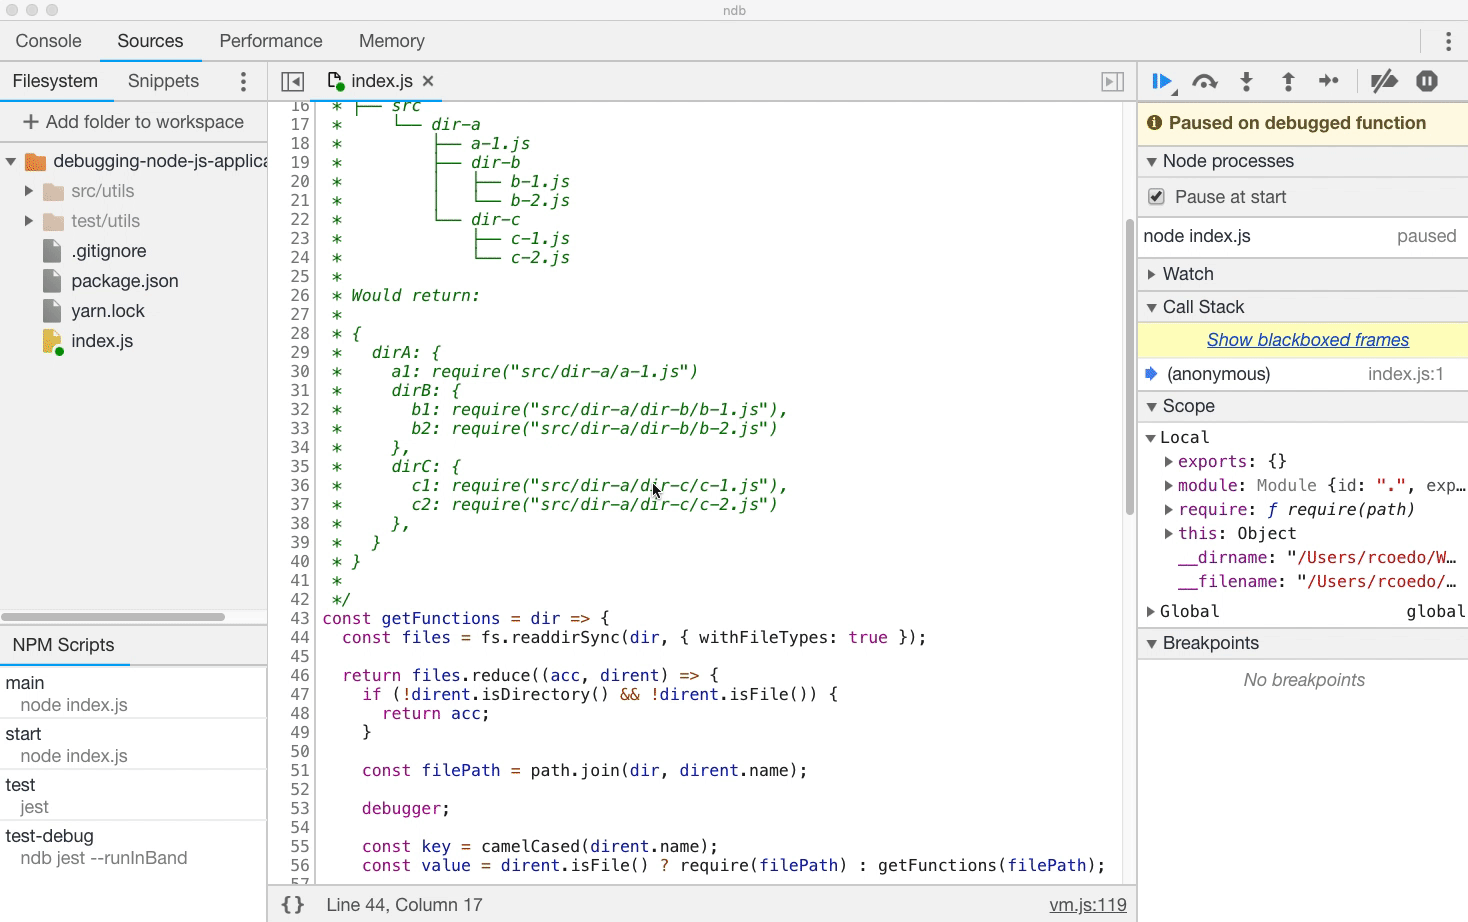 ndb
Console Sources Performance Memory
Filesystem Snippets
index.js
Add folder to workspace
debugging-node-js-applica
src/utils
test/utils
.gitignore
package.json
yarn.lock
index.js
NPM Scripts
main
node index.js
start
node index.js
test
jest
test-debug
ndb jest --runInBand
16 * ├── src
17 *     └── dir-a
18 *         ├── a-1.js
19 *         ├── dir-b
20 *         │   ├── b-1.js
21 *         │   └── b-2.js
22 *         └── dir-c
23 *             ├── c-1.js
24 *             └── c-2.js
25 *
26 * Would return:
27 *
28 * {
29 *   dirA: {
30 *     a1: require("src/dir-a/a-1.js")
31 *     dirB: {
32 *       b1: require("src/dir-a/dir-b/b-1.js"),
33 *       b2: require("src/dir-a/dir-b/b-2.js")
34 *     },
35 *     dirC: {
36 *       c1: require("src/dir-a/dir-c/c-1.js"),
37 *       c2: require("src/dir-a/dir-c/c-2.js")
38 *     },
39 *   }
40 * }
41 *
42 */
43 const getFunctions = dir => {
44   const files = fs.readdirSync(dir, { withFileTypes: true });
45
46   return files.reduce((acc, dirent) => {
47     if (!dirent.isDirectory() && !dirent.isFile()) {
48       return acc;
49     }
50
51     const filePath = path.join(dir, dirent.name);
52
53     debugger;
54
55     const key = camelCased(dirent.name);
56     const value = dirent.isFile() ? require(filePath) : getFunctions(filePath);
57
{} Line 44, Column 17 vm.js:119
Paused on debugged function
Node processes
Pause at start
node index.js paused
Watch
Call Stack
Show blackboxed frames
(anonymous) index.js:1
Scope
Local
exports: {}
module: Module {id: ".", exp…
require: ƒ require(path)
this: Object
__dirname: "/Users/rcoedo/W…
__filename: "/Users/rcoedo/…
Global global
Breakpoints
No breakpoints